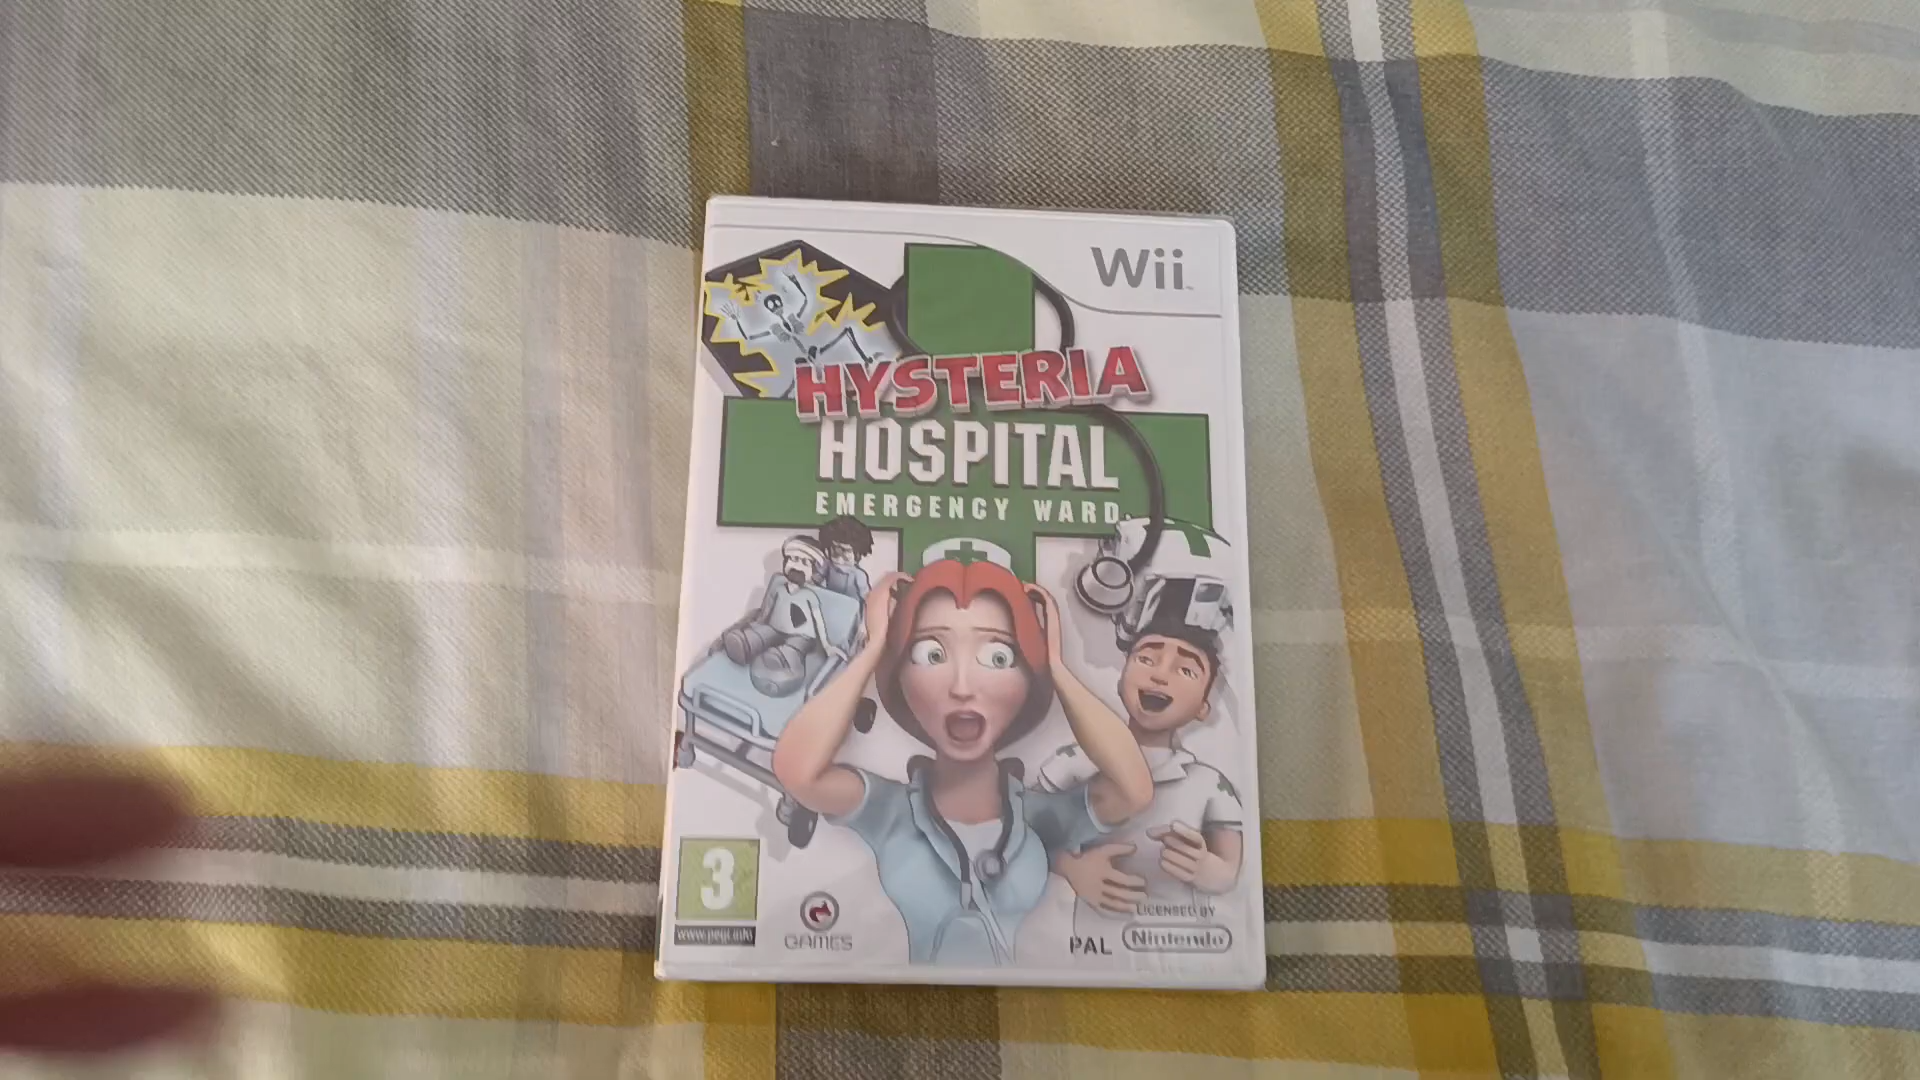 Wii
HYSTERIA
HOSPITAL
EMERGENCY WARD
3
www.pegi.info
GAMES
LICENSED BY
PAL
Nintendo